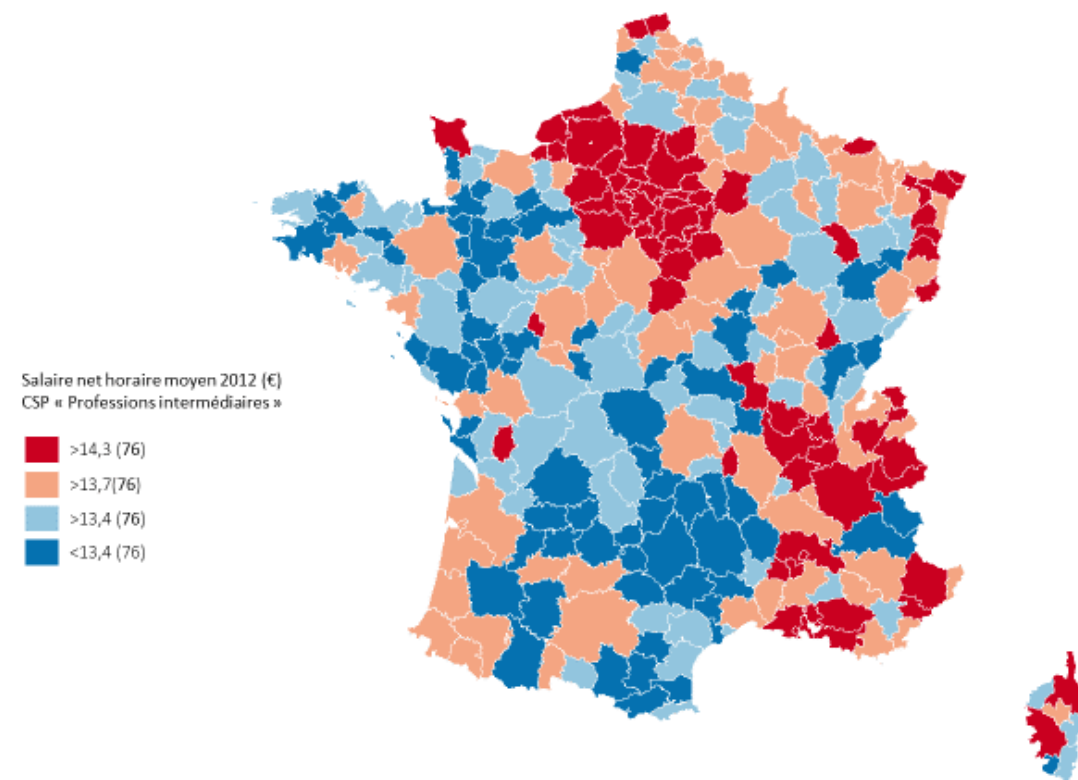 Salaire net horaire moyen 2012 (€)
CSP « Professions intermédiaires »
>14,3 (76)
>13,7(76)
>13,4 (76)
<13,4 (76)